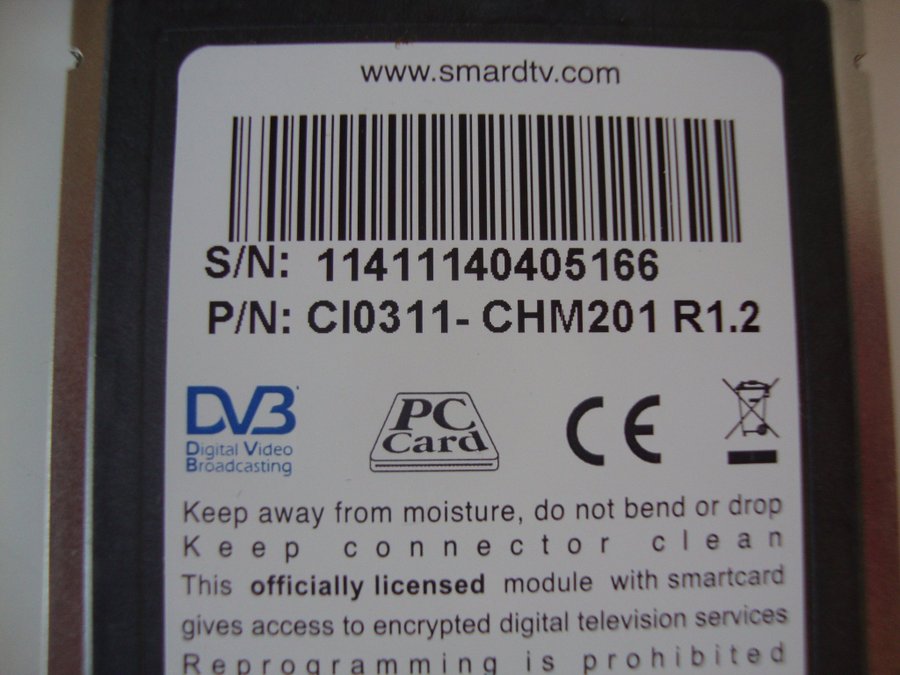 www.smardtv.com
S/N: 11411140405166
P/N: CI0311- CHM201 R1.2
DVB
Digital Video
Broadcasting
PC
Card
CE
Keep away from moisture, do not bend or drop
Keep connector clean
This officially licensed module with smartcard
gives access to encrypted digital television services
Reprogramming is prohibited